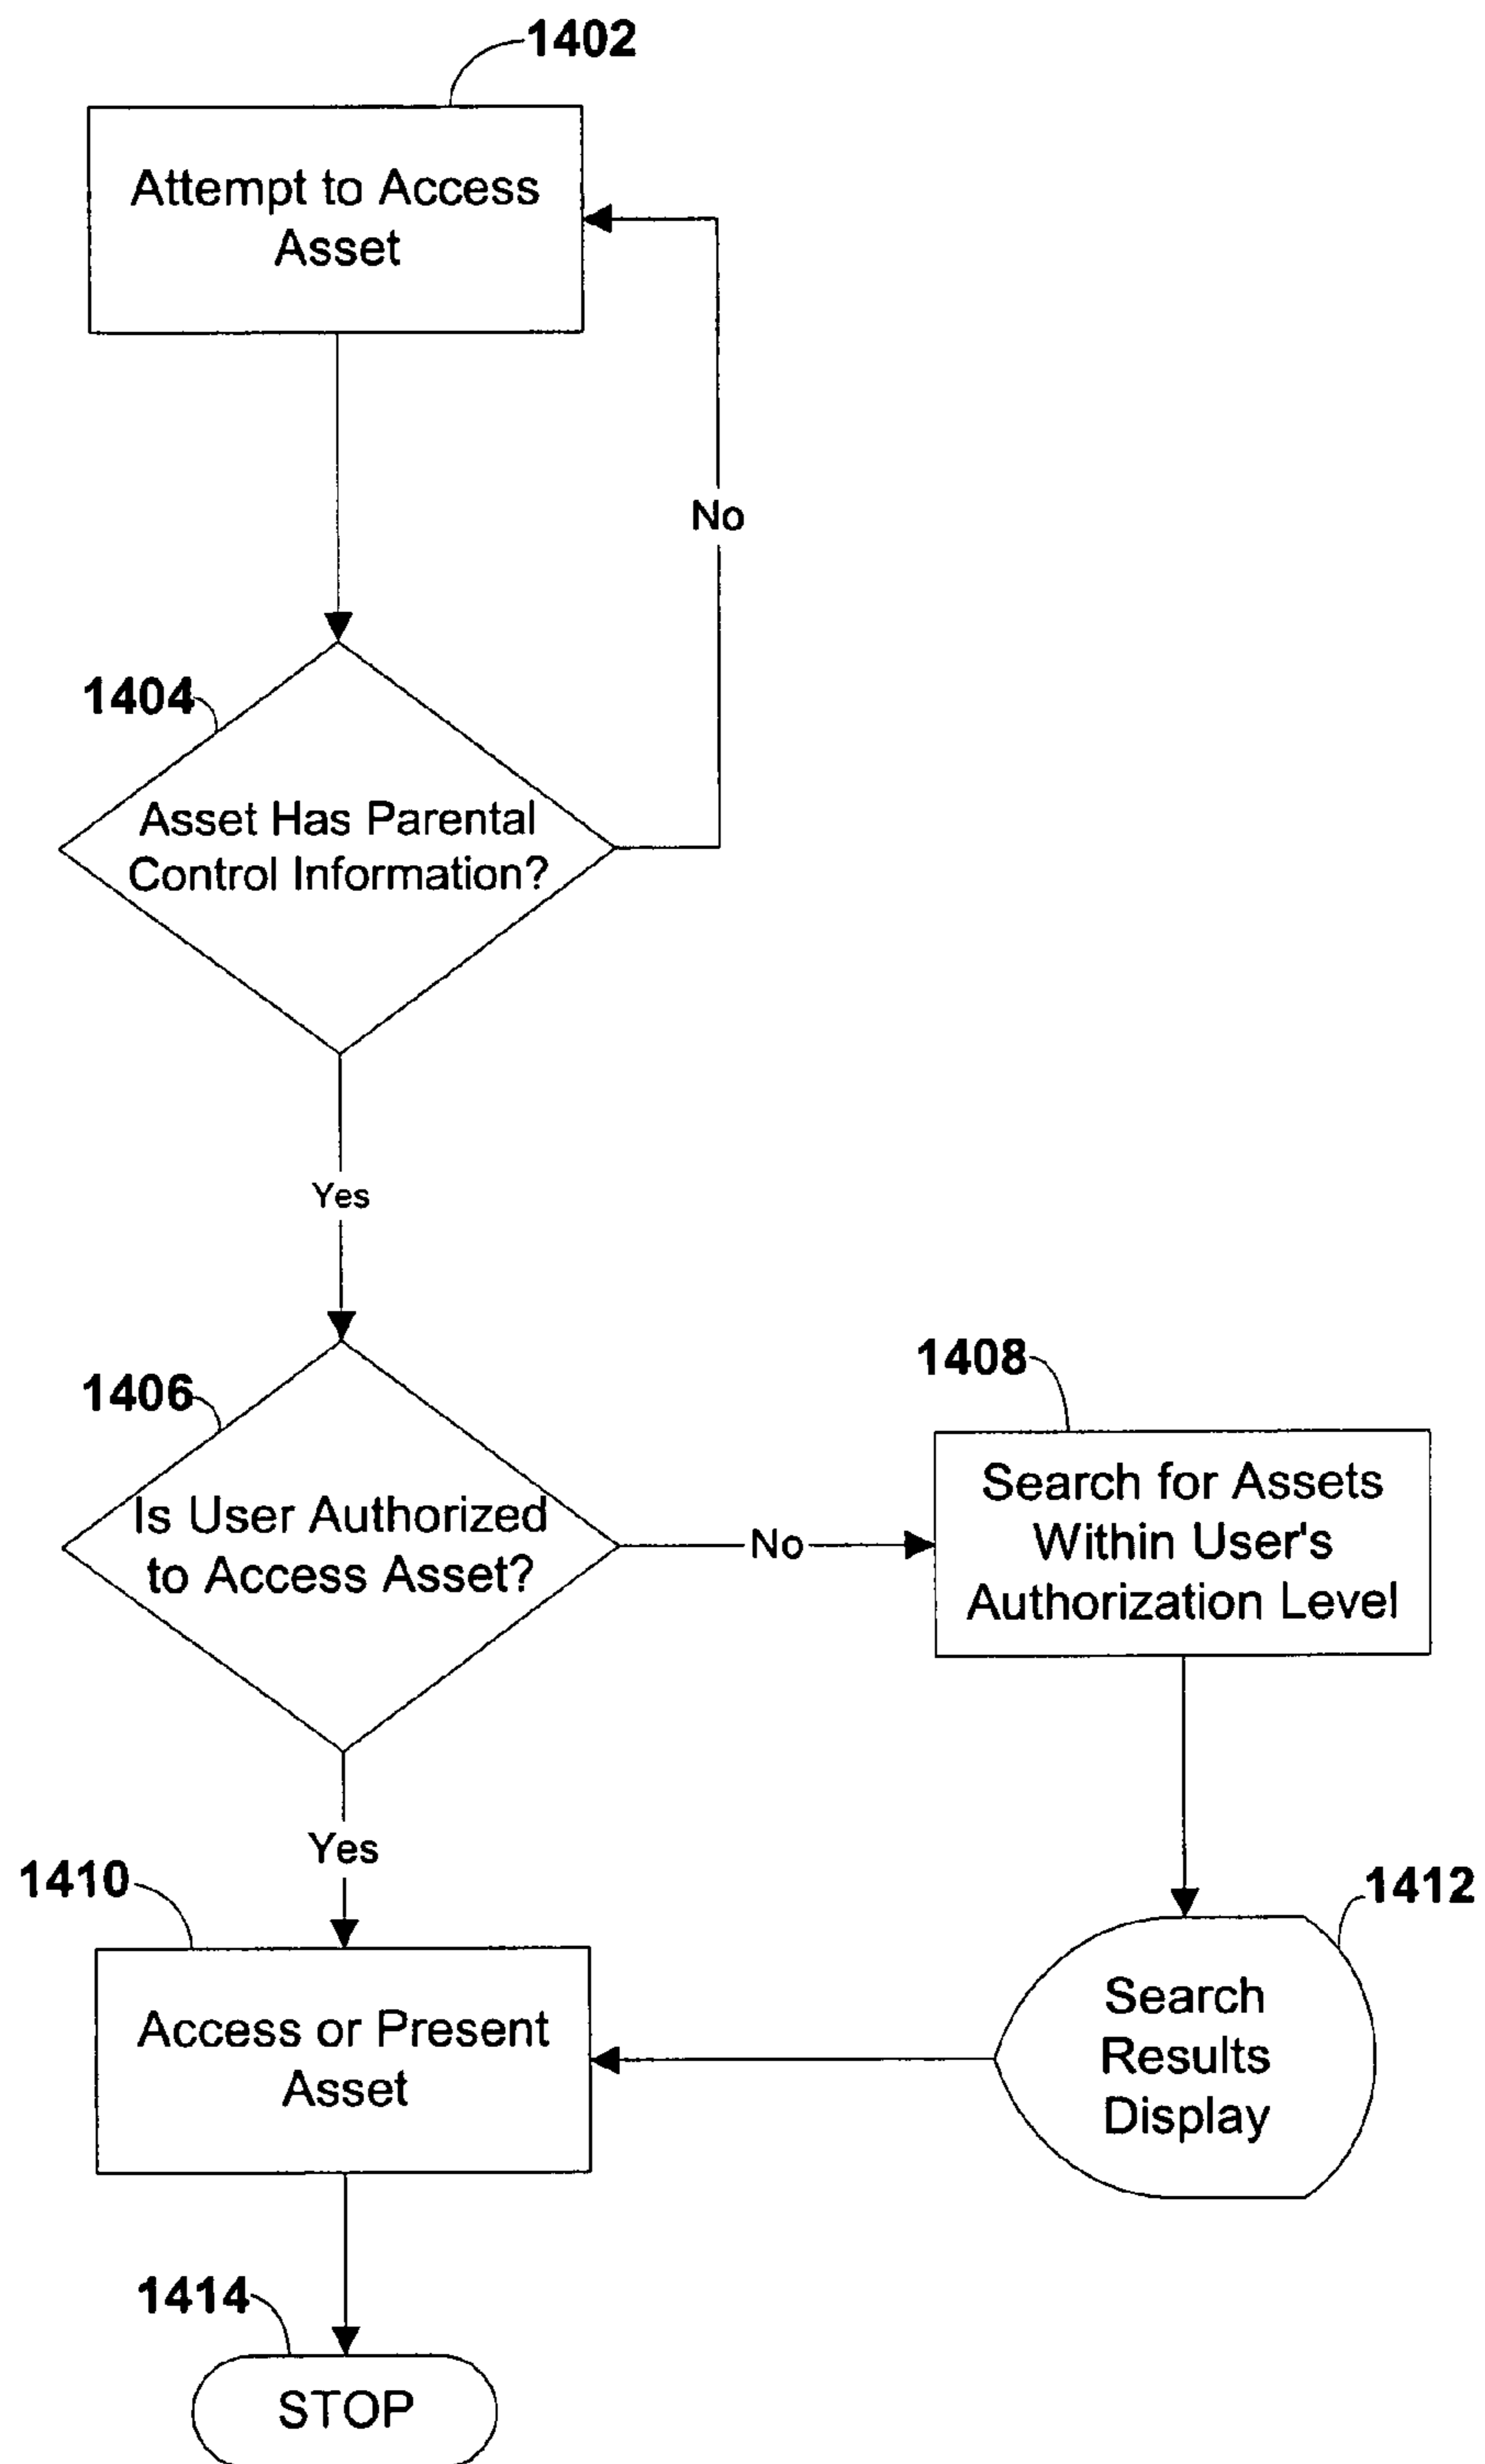 1402
Attempt to Access
Asset
No
1404
Asset Has Parental
Control Information?
Yes
1406
Is User Authorized
to Access Asset?
No
1408
Search for Assets
Within User's
Authorization Level
Yes
1410
Access or Present
Asset
1412
Search
Results
Display
1414
STOP